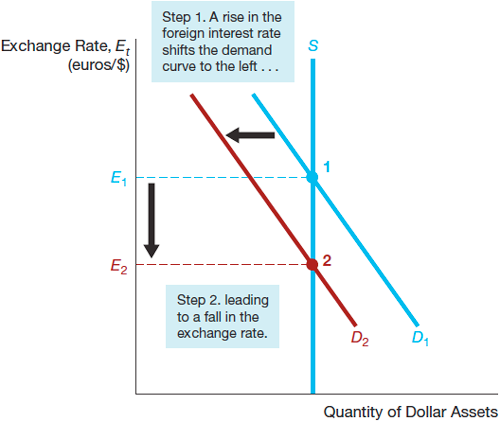 Step 1. A rise in the
foreign interest rate
shifts the demand
curve to the left . . .
Exchange Rate, Eₜ
(euros/$)
S
1
E₁
2
E₂
Step 2. leading
to a fall in the
exchange rate.
D₂
D₁
Quantity of Dollar Assets